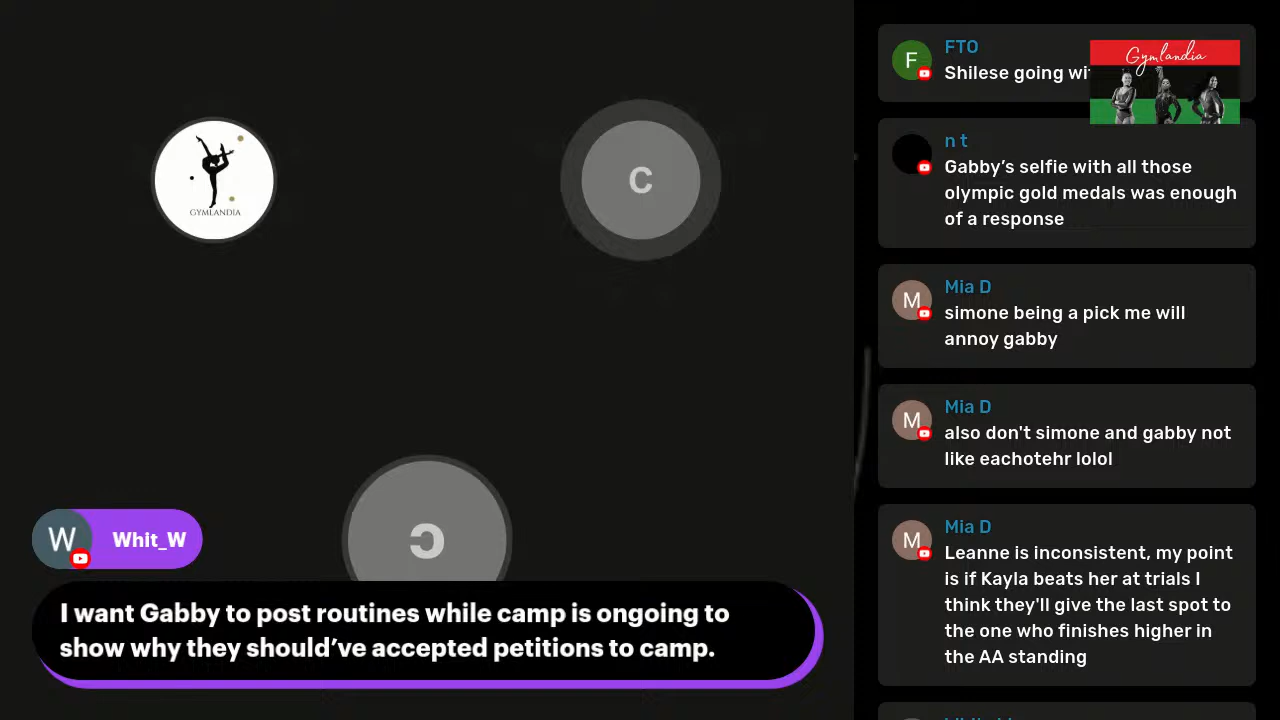 GYMLANDIA
C
C
W
Whit_W
I want Gabby to post routines while camp is ongoing to
show why they should’ve accepted petitions to camp.
F
FTO
Shilese going
Gymlandia
n t
Gabby’s selfie with all those
olympic gold medals was enough
of a response
M
Mia D
simone being a pick me will
annoy gabby
M
Mia D
also don't simone and gabby not
like eachotehr lolol
M
Mia D
Leanne is inconsistent, my point
is if Kayla beats her at trials I
think they'll give the last spot to
the one who finishes higher in
the AA standing